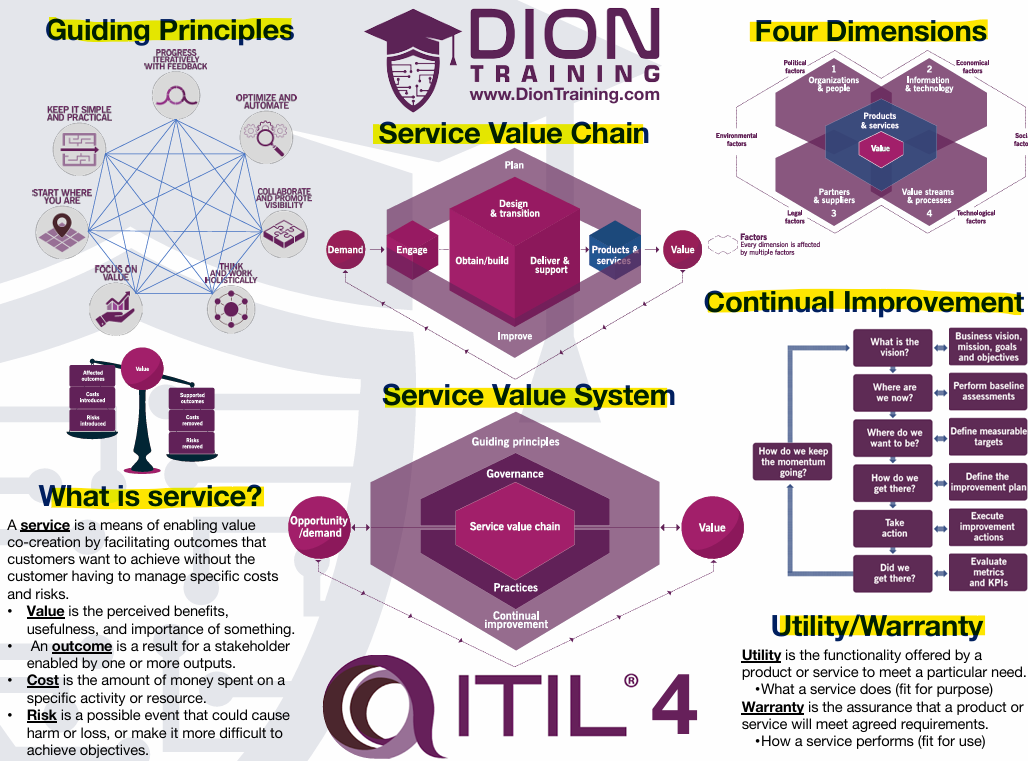 Guiding Principles
PROGRESS
ITERATIVELY
WITH FEEDBACK
OPTIMIZE AND
AUTOMATE
KEEP IT SIMPLE
AND PRACTICAL
START WHERE
YOU ARE
COLLABORATE
AND PROMOTE
VISIBILITY
FOCUS ON
VALUE
THINK
AND WORK
HOLISTICALLY
Value
Affected
outcomes
Costs
introduced
Risks
introduced
Supported
outcomes
Costs
removed
Risks
removed
What is service?
A service is a means of enabling value
co-creation by facilitating outcomes that
customers want to achieve without the
customer having to manage specific costs
and risks.
• Value is the perceived benefits,
usefulness, and importance of something.
• An outcome is a result for a stakeholder
enabled by one or more outputs.
• Cost is the amount of money spent on a
specific activity or resource.
• Risk is a possible event that could cause
harm or loss, or make it more difficult to
achieve objectives.
DION
TRAINING
www.DionTraining.com
Service Value Chain
Plan
Design
& transition
Demand
Engage
Obtain/build
Deliver &
support
Products &
services
Value
Improve
Service Value System
Guiding principles
Governance
Opportunity
/demand
Service value chain
Value
Practices
Continual
improvement
ITIL® 4
Four Dimensions
Political
factors
1
Organizations
& people
2
Information
& technology
Economical
factors
Environmental
factors
Products
& services
Value
Soci
facto
Partners
& suppliers
3
Value streams
& processes
4
Legal
factors
Technological
factors
Factors
Every dimension is affected
by multiple factors
Continual Improvement
What is the
vision?
Business vision,
mission, goals
and objectives
Where are
we now?
Perform baseline
assessments
Where do we
want to be?
Define measurable
targets
How do we keep
the momentum
going?
How do we
get there?
Define the
improvement plan
Take
action
Execute
improvement
actions
Did we
get there?
Evaluate
metrics
and KPIs
Utility/Warranty
Utility is the functionality offered by a
product or service to meet a particular need.
•What a service does (fit for purpose)
Warranty is the assurance that a product or
service will meet agreed requirements.
•How a service performs (fit for use)